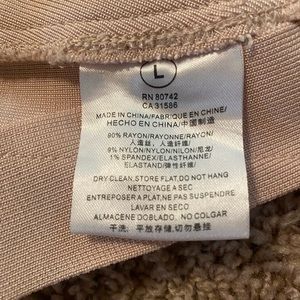 L
RN 80742
CA 31586
MADE IN CHINA/FABRIQUE EN CHINE/
HECHO EN CHINA/中国制造
90% RAYON/RAYONNE/RAYON/
人造丝, 人造纤维/
9% NYLON/NYLON/NILON/尼龙/
1% SPANDEX/ELASTHANNE/
ELASTAN/弹性纤维/
DRY CLEAN,STORE FLAT,DO NOT HANG
NETTOYAGE A SEC
ENTREPOSER A PLAT,NE PAS SUSPENDRE
LAVAR EN SECO
ALMACENE DOBLADO, NO COLGAR
干洗, 平放存储, 切勿悬挂